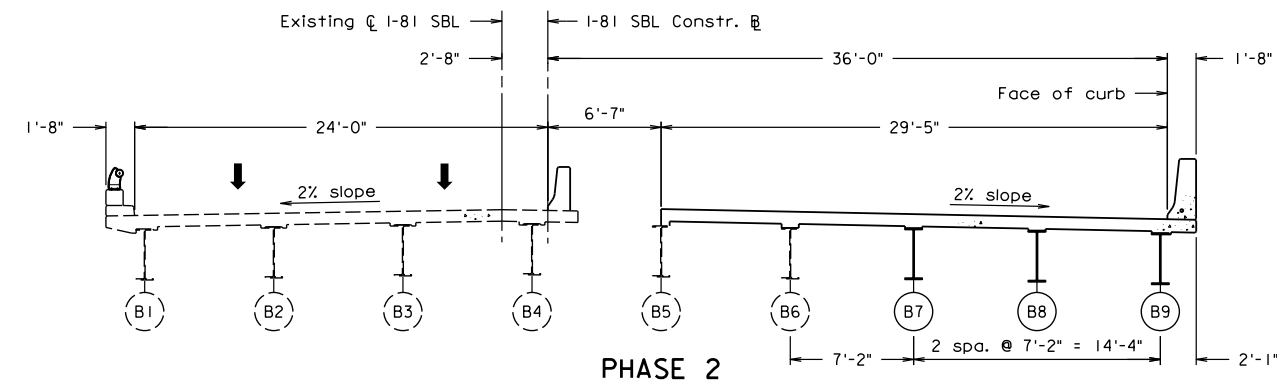 Existing ℄ I-81 SBL
I-81 SBL Constr. B
2'-8"
36'-0"
1'-8"
Face of curb
1'-8"
24'-0"
6'-7"
29'-5"
2% slope
2% slope
B1
B2
B3
B4
B5
B6
B7
B8
B9
7'-2"
2 spa. @ 7'-2" = 14'-4"
2'-1"
PHASE 2